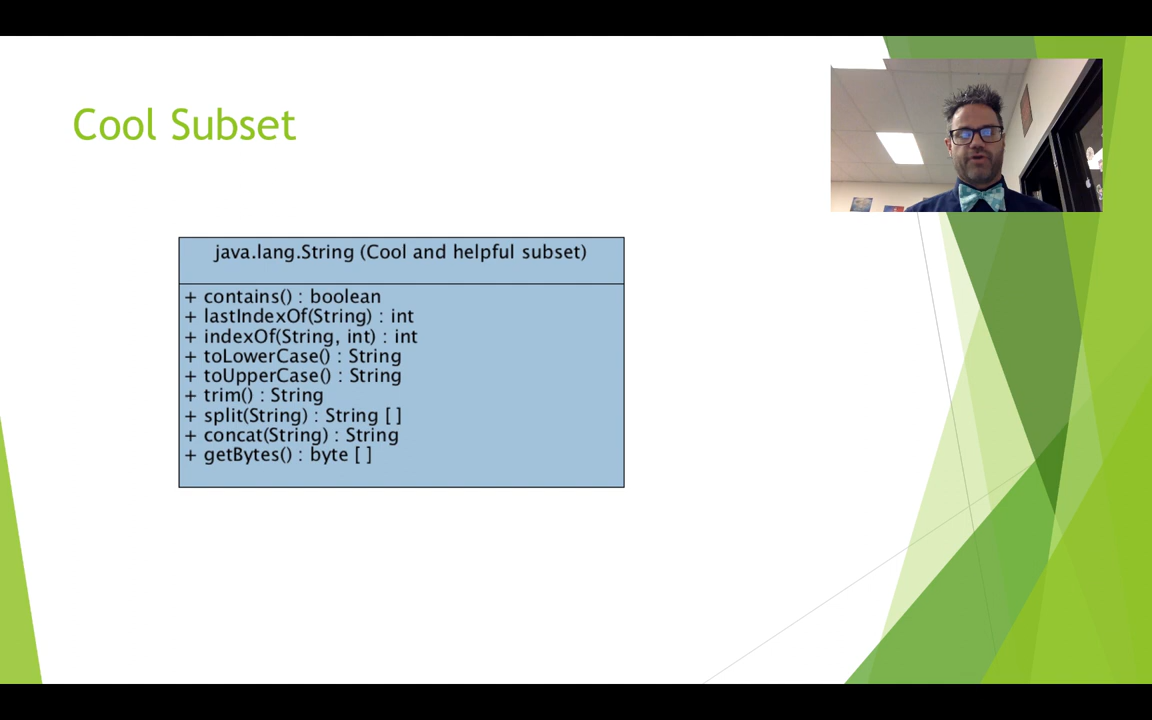 Cool Subset
java.lang.String (Cool and helpful subset)
+ contains() : boolean
+ lastIndexOf(String) : int
+ indexOf(String, int) : int
+ toLowerCase() : String
+ toUpperCase() : String
+ trim() : String
+ split(String) : String [ ]
+ concat(String) : String
+ getBytes() : byte [ ]